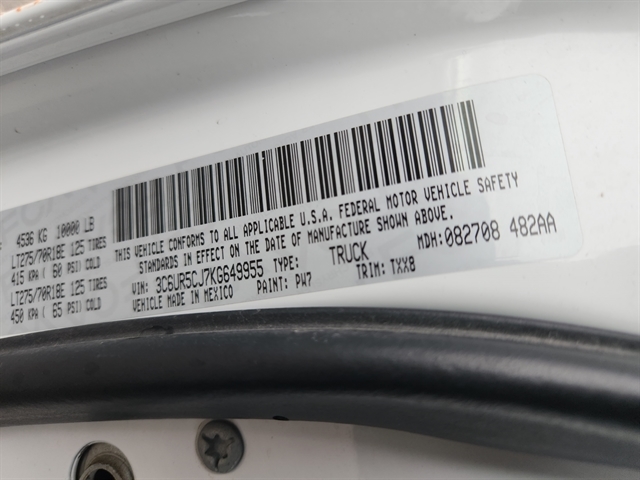 4536 KG 10000 LB
LT275/70R18E 125 TIRES
415 KPA ( 60 PSI) COLD
LT275/70R18E 125 TIRES
450 KPA ( 65 PSI) COLD
THIS VEHICLE CONFORMS TO ALL APPLICABLE U.S.A. FEDERAL MOTOR VEHICLE SAFETY
STANDARDS IN EFFECT ON THE DATE OF MANUFACTURE SHOWN ABOVE.
VIN: 3C6UR5CJ7KG649955 TYPE: TRUCK MDH: 082708 482AA
VEHICLE MADE IN MEXICO PAINT: PW7 TRIM: TXX8